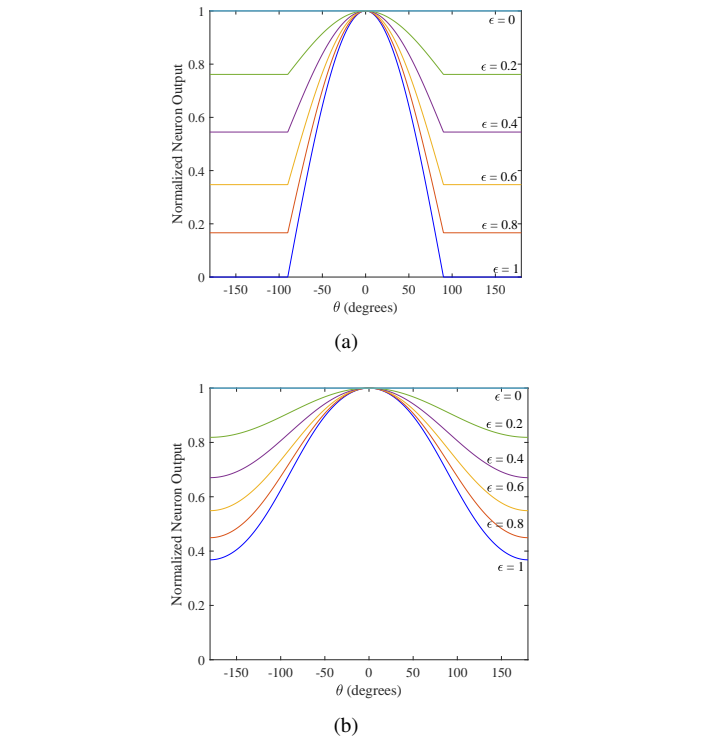 Normalized Neuron Output
1
0.8
0.6
0.4
0.2
0
ϵ = 0
ϵ = 0.2
ϵ = 0.4
ϵ = 0.6
ϵ = 0.8
ϵ = 1
-150 -100 -50 0 50 100 150
θ (degrees)
(a)
Normalized Neuron Output
1
0.8
0.6
0.4
0.2
0
ϵ = 0
ϵ = 0.2
ϵ = 0.4
ϵ = 0.6
ϵ = 0.8
ϵ = 1
-150 -100 -50 0 50 100 150
θ (degrees)
(b)